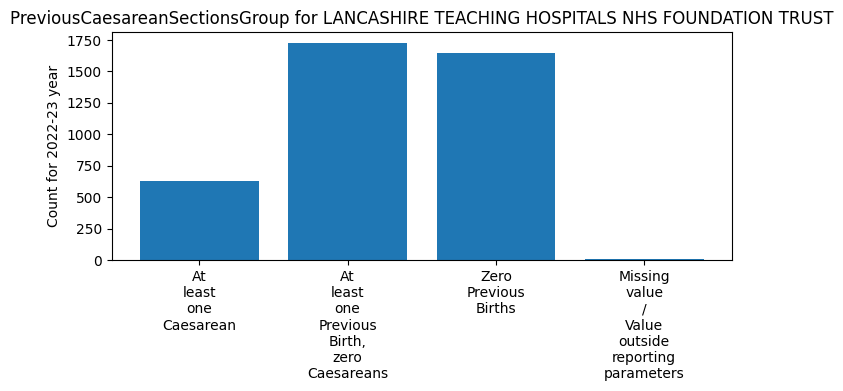 PreviousCaesareanSectionsGroup for LANCASHIRE TEACHING HOSPITALS NHS FOUNDATION TRUST
Count for 2022-23 year
1750
1500
1250
1000
750
500
250
0
At
least
one
Caesarean
At
least
one
Previous
Birth,
zero
Caesareans
Zero
Previous
Births
Missing
value
/
Value
outside
reporting
parameters